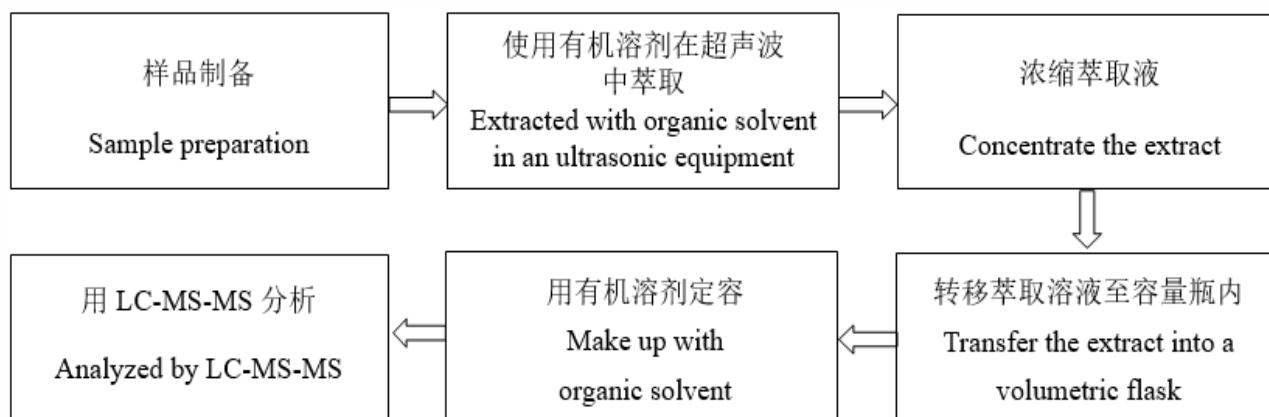 样品制备
Sample preparation
使用有机溶剂在超声波
中萃取
Extracted with organic solvent
in an ultrasonic equipment
浓缩萃取液
Concentrate the extract
转移萃取溶液至容量瓶内
Transfer the extract into a
volumetric flask
用有机溶剂定容
Make up with
organic solvent
用 LC-MS-MS 分析
Analyzed by LC-MS-MS